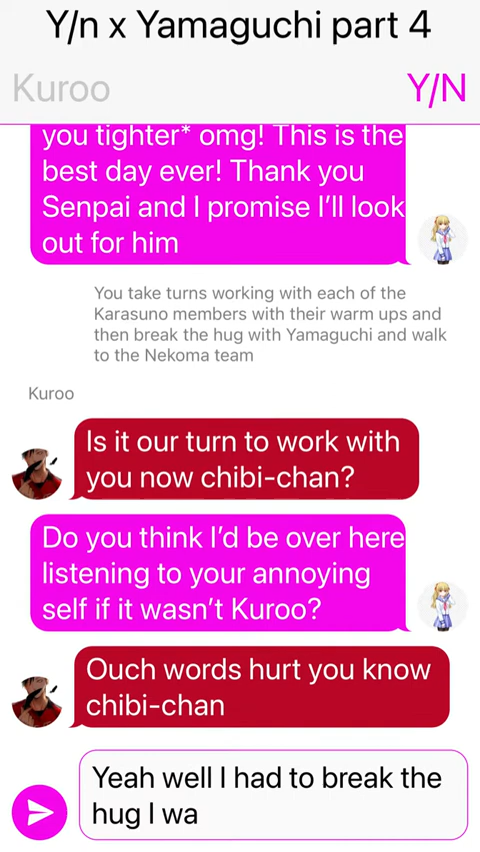 Y/n x Yamaguchi part 4
Kuroo
Y/N
you tighter* omg! This is the
best day ever! Thank you
Senpai and I promise I'll look
out for him
You take turns working with each of the
Karasuno members with their warm ups and
then break the hug with Yamaguchi and walk
to the Nekoma team
Kuroo
Is it our turn to work with
you now chibi-chan?
Do you think I'd be over here
listening to your annoying
self if it wasn't Kuroo?
Ouch words hurt you know
chibi-chan
Yeah well I had to break the
hug I wa